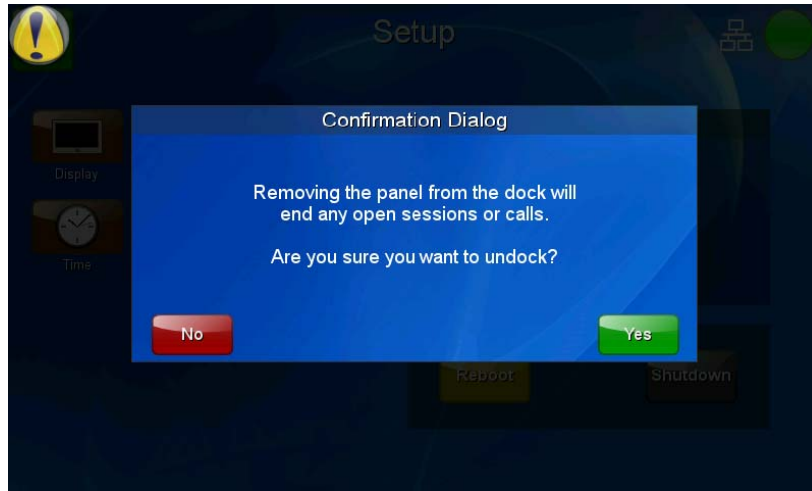 Setup
Confirmation Dialog
Display
Removing the panel from the dock will
end any open sessions or calls.
Are you sure you want to undock?
Time
No
Yes
Reboot
Shutdown